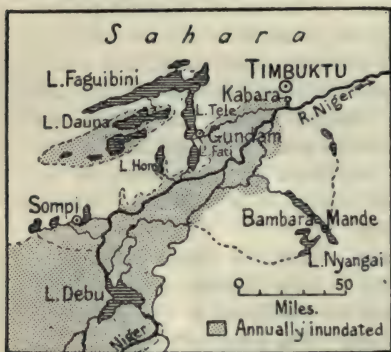 Sahara
L.Faguibini
TIMBUKTU
Kabara
L.Tele
R.Niger
L.Dauna
Gundam
L.Fati
L.Horo
Sompi
Bambara
Mande
L.Nyangai
L.Debu
0 50
Miles.
Niger
Annually inundated